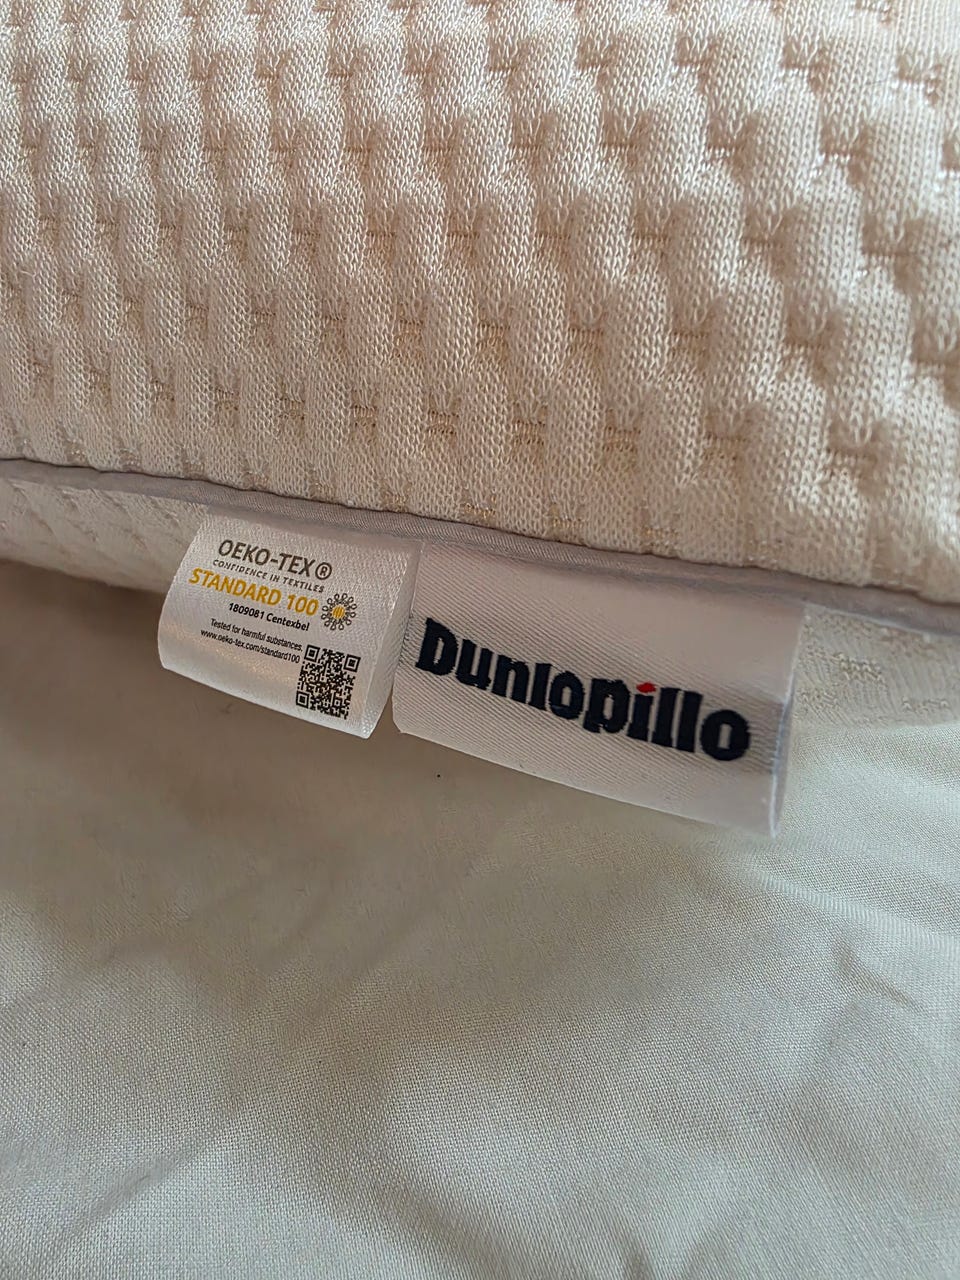 OEKO-TEX®
CONFIDENCE IN TEXTILES
STANDARD 100
1809081 Centexbel
Tested for harmful substances.
www.oeko-tex.com/standard100
Dunlopillo